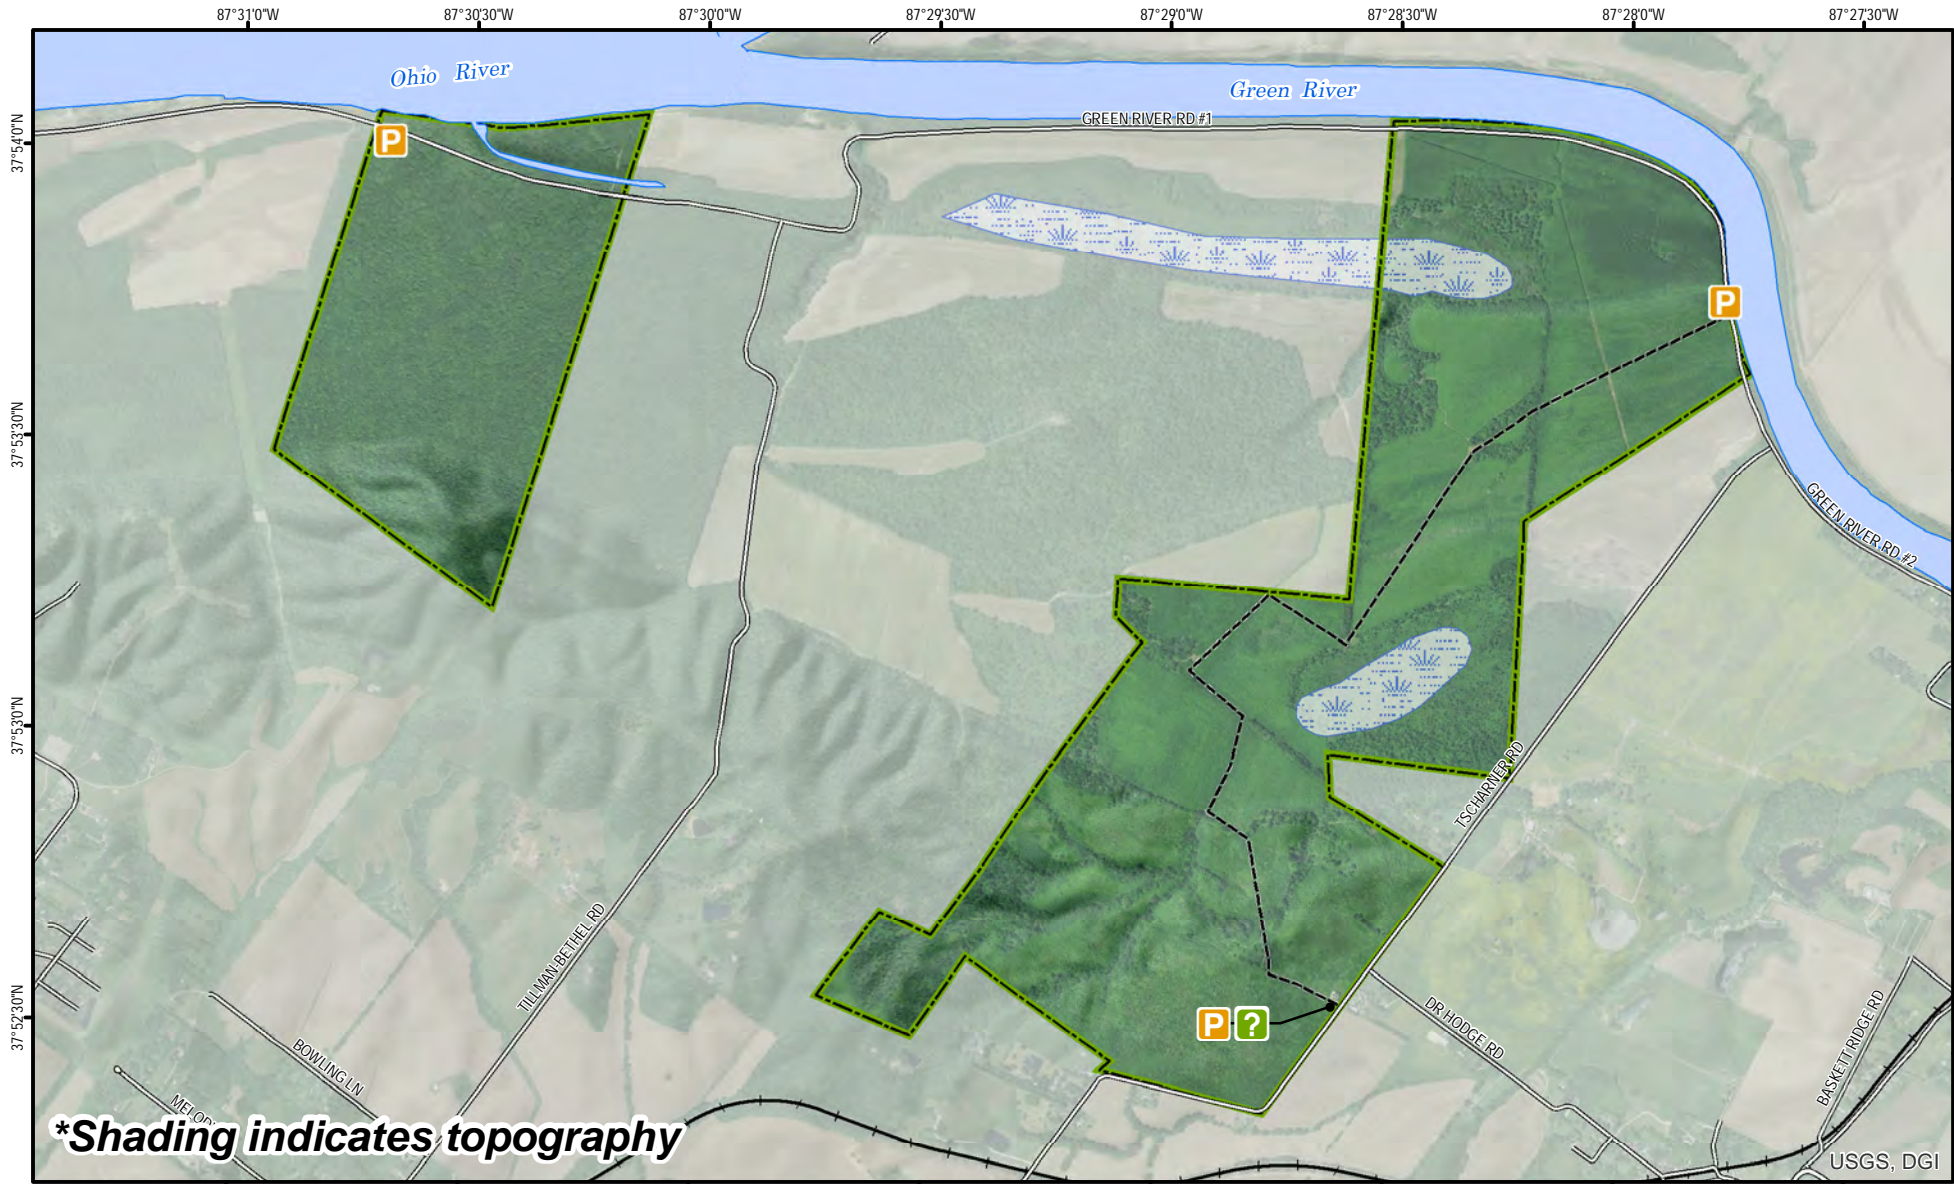 87°31'0"W
87°30'30"W
87°30'0"W
87°29'30"W
87°29'0"W
87°28'30"W
87°28'0"W
87°27'30"W
Ohio River
Green River
GREEN RIVER RD #1
P
37°54'0"N
P
37°53'30"N
GREEN RIVER RD #2
37°53'0"N
TSCHARNER RD
TILLMAN-BETHEL RD
37°52'30"N
P ?
DR HODGE RD
BASKETT RIDGE RD
BOWLING LN
*Shading indicates topography
USGS, DGI